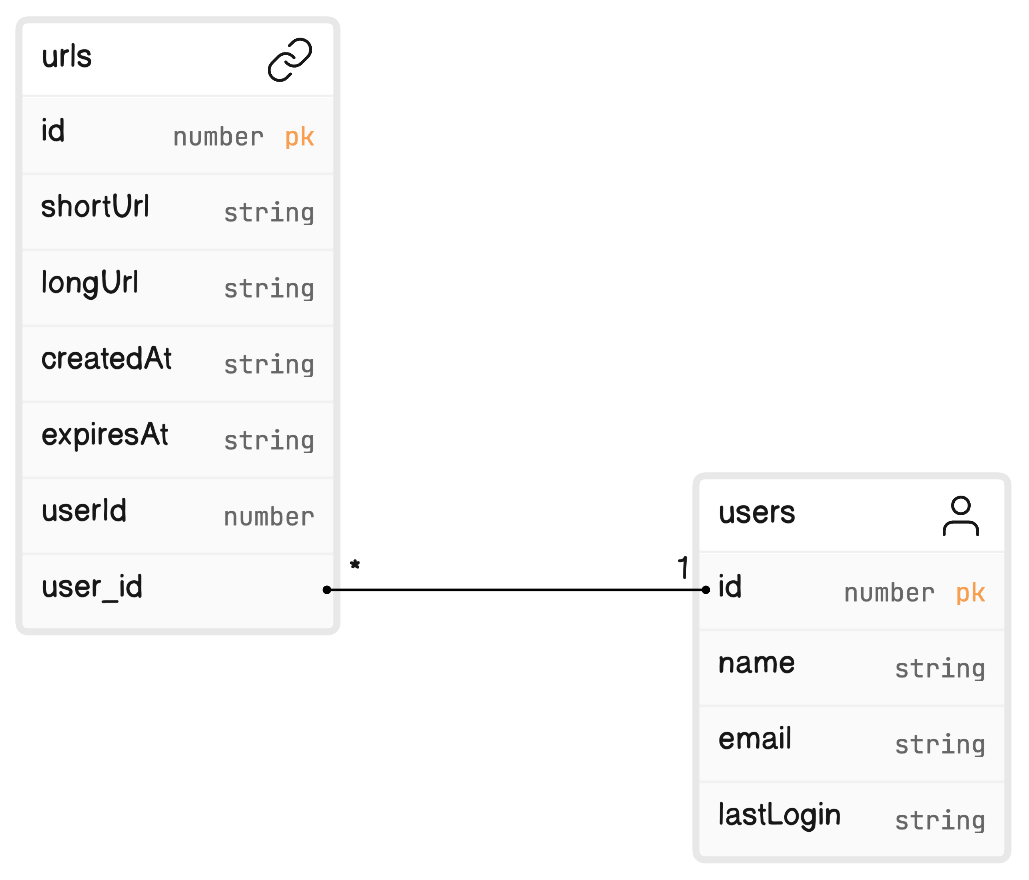 urls
id number pk
shortUrl string
longUrl string
createdAt string
expiresAt string
userId number
user_id
* 1
users
id number pk
name string
email string
lastLogin string